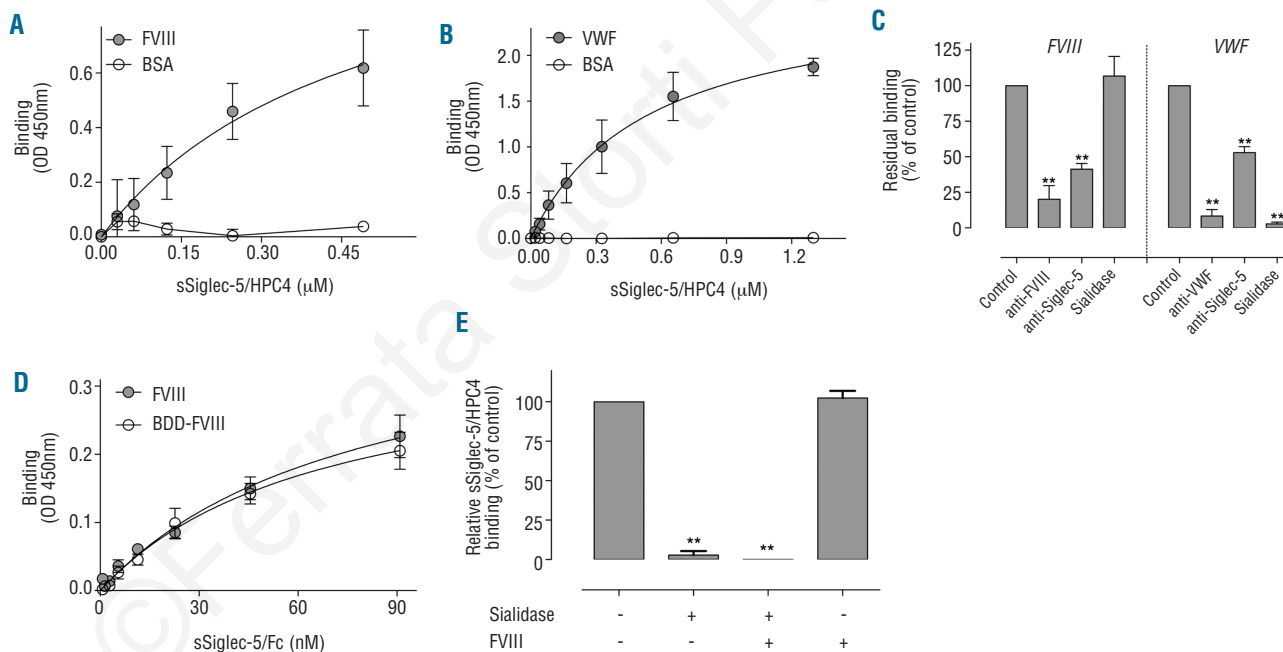 A
FVIII
BSA
Binding
(OD 450nm)
0.6
0.4
0.2
0.0
0.00
0.15
0.30
0.45
sSiglec-5/HPC4 (μM)
B
VWF
BSA
Binding
(OD 450nm)
2.0
1.5
1.0
0.5
0.0
0.00
0.3
0.6
0.9
1.2
sSiglec-5/HPC4 (μM)
C
FVIII
VWF
Residual binding
(% of control)
125
100
75
50
25
0
**
**
**
**
**
Control
anti-FVIII
anti-Siglec-5
Sialidase
Control
anti-VWF
anti-Siglec-5
Sialidase
D
FVIII
BDD-FVIII
Binding
(OD 450nm)
0.3
0.2
0.1
0.0
0
30
60
90
sSiglec-5/Fc (nM)
E
Relative sSiglec-5/HPC4
binding (% of control)
100
75
50
25
0
**
**
Sialidase - + + -
FVIII - - + +
©Ferrata Storti Fo